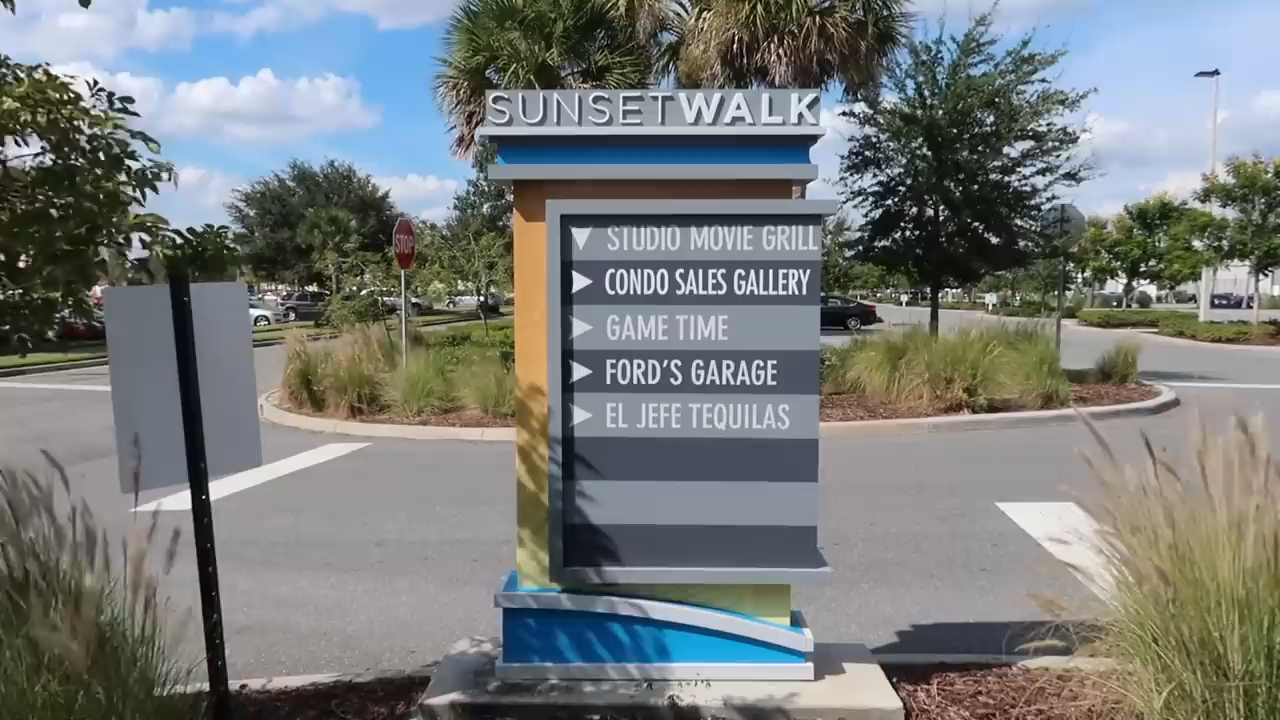 SUNSETWALK
STUDIO MOVIE GRILL
CONDO SALES GALLERY
GAME TIME
FORD'S GARAGE
EL JEFE TEQUILAS
STOP